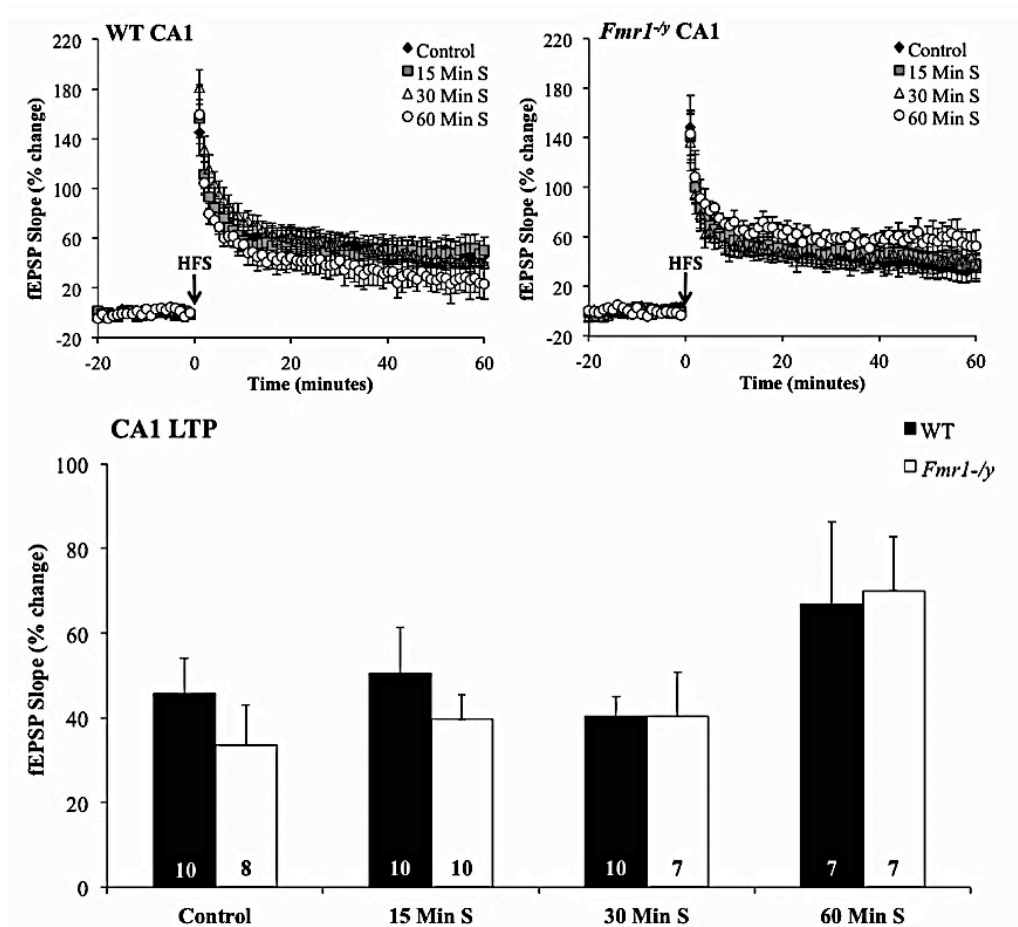 WT CA1
Control
15 Min S
30 Min S
60 Min S
220
180
140
100
60
20
-20
fEPSP Slope (% change)
HFS
-20 0 20 40 60
Time (minutes)
Fmr1-/y CA1
Control
15 Min S
30 Min S
60 Min S
220
180
140
100
60
20
-20
fEPSP Slope (% change)
HFS
-20 0 20 40 60
Time (minutes)
CA1 LTP
WT
Fmr1-/y
100
80
60
40
20
0
fEPSP Slope (% change)
10 8 10 10 10 7 7 7
Control 15 Min S 30 Min S 60 Min S